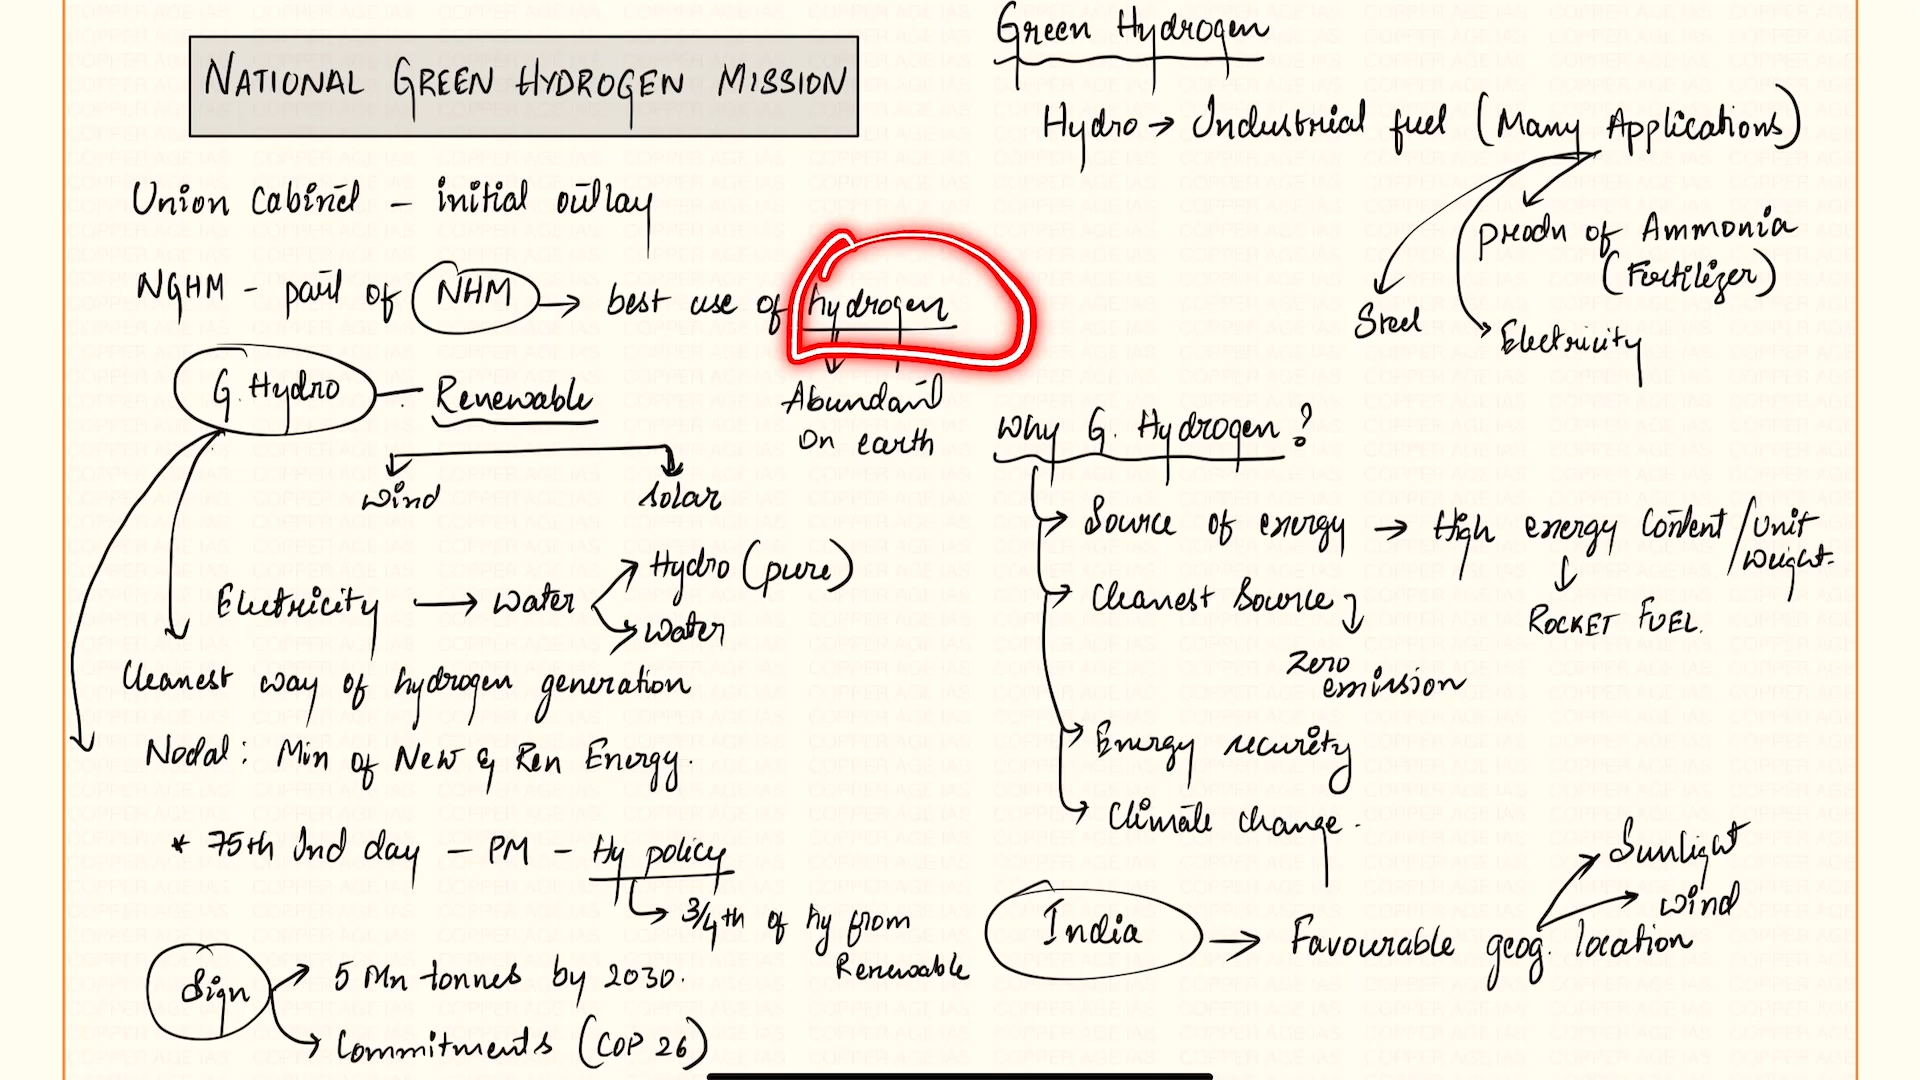 NATIONAL GREEN HYDROGEN MISSION
Union Cabinet - initial outlay
NGHM - part of NHM → best use of hydrogen
Abundant
on earth
G. Hydro - Renewable
wind
solar
Electricity → water
Hydro (pure)
water
Cleanest way of hydrogen generation
Nodal: Min of New & Ren Energy.
* 75th Ind day - PM - Hy policy
→ 3/4th of hy from
Renewable
Sign
5 Mn tonnes by 2030.
Commitments (COP 26)
Green Hydrogen
Hydro → Industrial fuel (Many Applications)
prodn of Ammonia
(Fertilizer)
Steel
Electricity
Why G. Hydrogen?
Source of energy → High energy content / unit
weight.
ROCKET FUEL.
Cleanest Source
Zero
emission
Energy security
Climate change.
India → Favourable geog. location
Sunlight
wind
COPPER AGE IAS